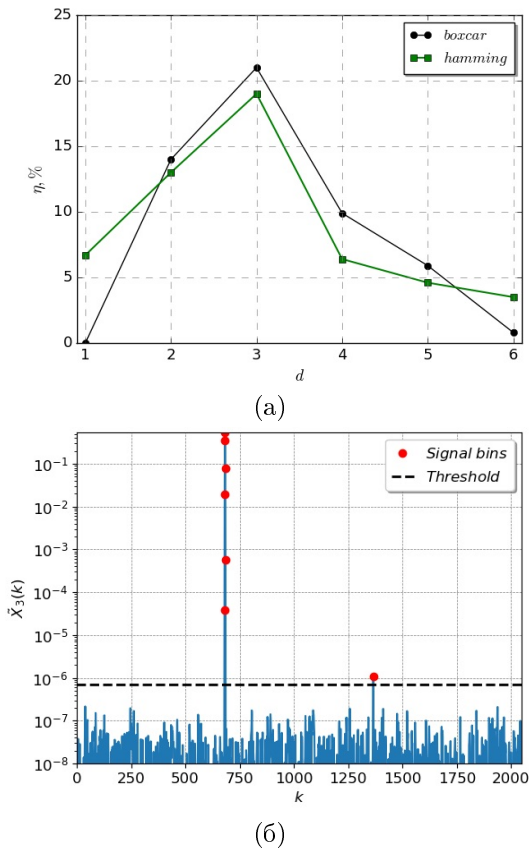 25
20
15
10
5
0
η, %
boxcar
hamming
1 2 3 4 5 6
d
(а)
10⁻¹
10⁻²
10⁻³
10⁻⁴
10⁻⁵
10⁻⁶
10⁻⁷
10⁻⁸
X̃₃(k)
Signal bins
Threshold
0 250 500 750 1000 1250 1500 1750 2000
k
(б)